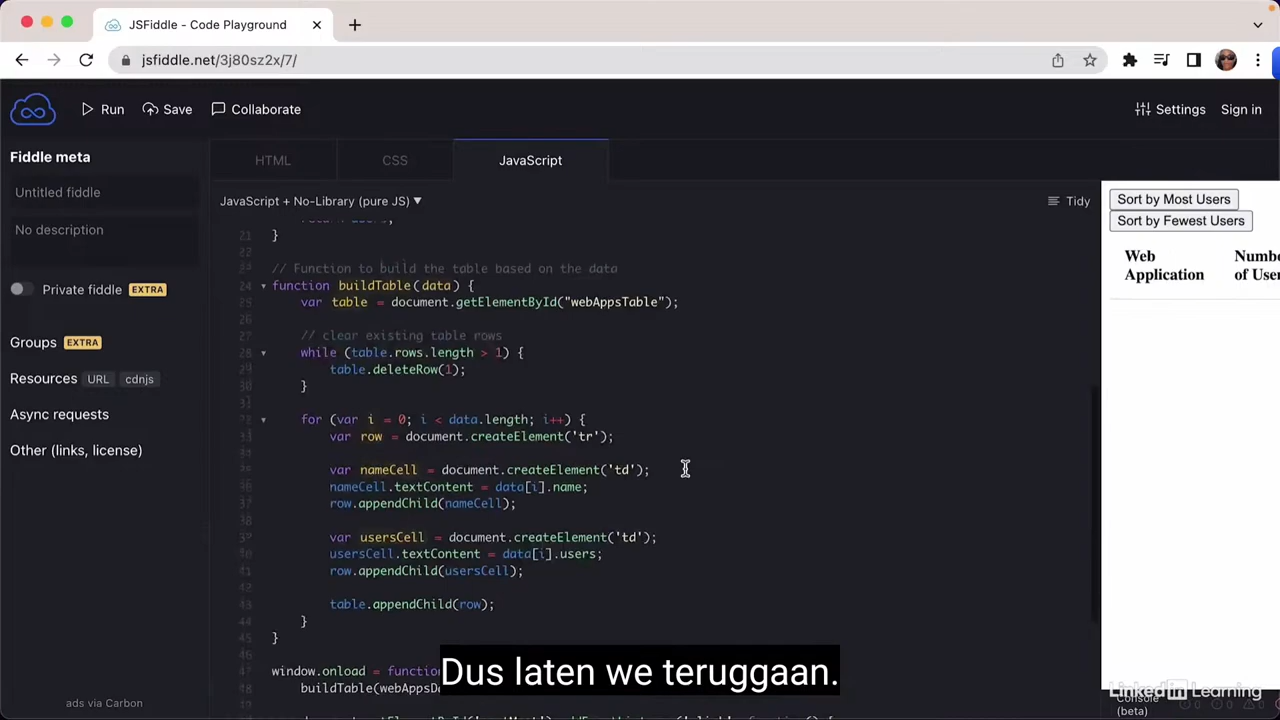 JSFiddle - Code Playground
jsfiddle.net/3j80sz2x/7/
Run
Save
Collaborate
Settings
Sign in
Fiddle meta
Untitled fiddle
No description
Private fiddle EXTRA
Groups EXTRA
Resources URL cdnjs
Async requests
Other (links, license)
ads via Carbon
HTML
CSS
JavaScript
JavaScript + No-Library (pure JS) ▼
Tidy
21 }
22
23 // Function to build the table based on the data
24 function buildTable(data) {
25 var table = document.getElementById("webAppsTable");
26
27 // clear existing table rows
28 while (table.rows.length > 1) {
29 table.deleteRow(1);
30 }
31
32 for (var i = 0; i < data.length; i++) {
33 var row = document.createElement('tr');
35 var nameCell = document.createElement('td');
36 nameCell.textContent = data[i].name;
37 row.appendChild(nameCell);
38
39 var usersCell = document.createElement('td');
40 usersCell.textContent = data[i].users;
41 row.appendChild(usersCell);
42
43 table.appendChild(row);
44 }
45 }
47 window.onload =
48 buildTable(
Sort by Most Users
Sort by Fewest Users
Web
Application
Numbe
of Use
Dus laten we teruggaan.
LinkedIn Learning
Console
(beta)